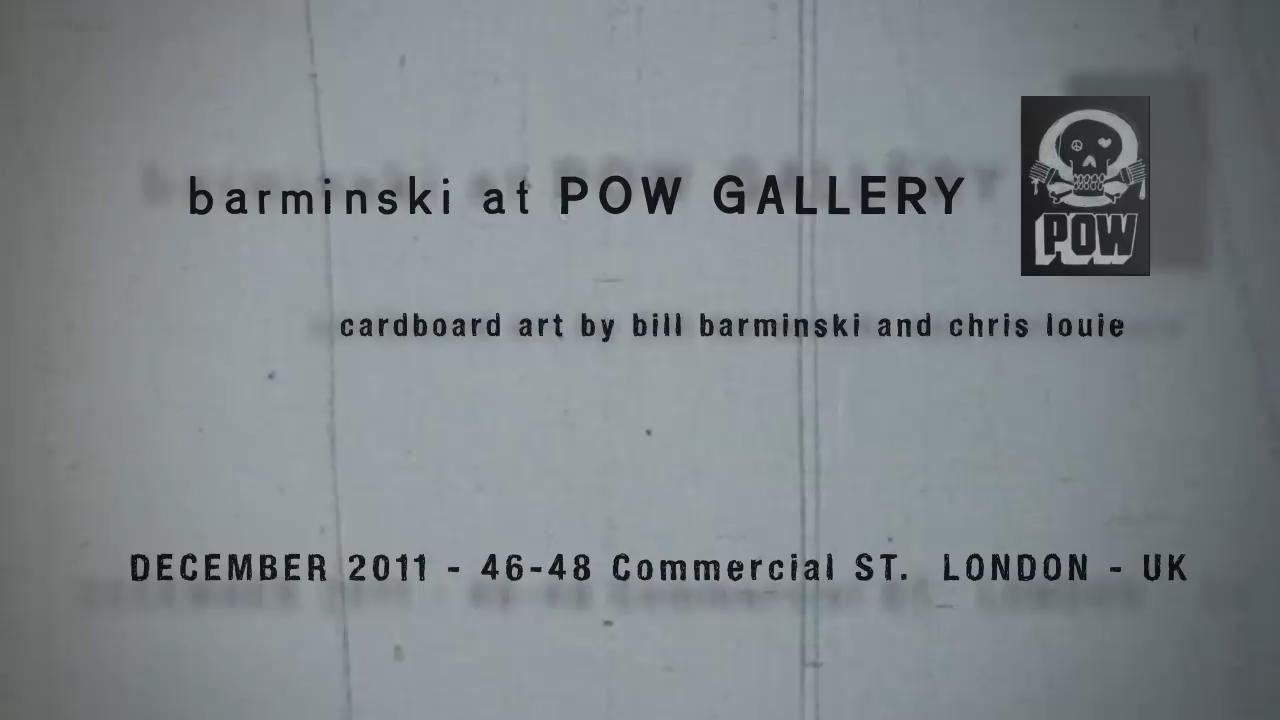 barminski at POW GALLERY
POW
cardboard art by bill barminski and chris louie
DECEMBER 2011 - 46-48 Commercial ST. LONDON - UK